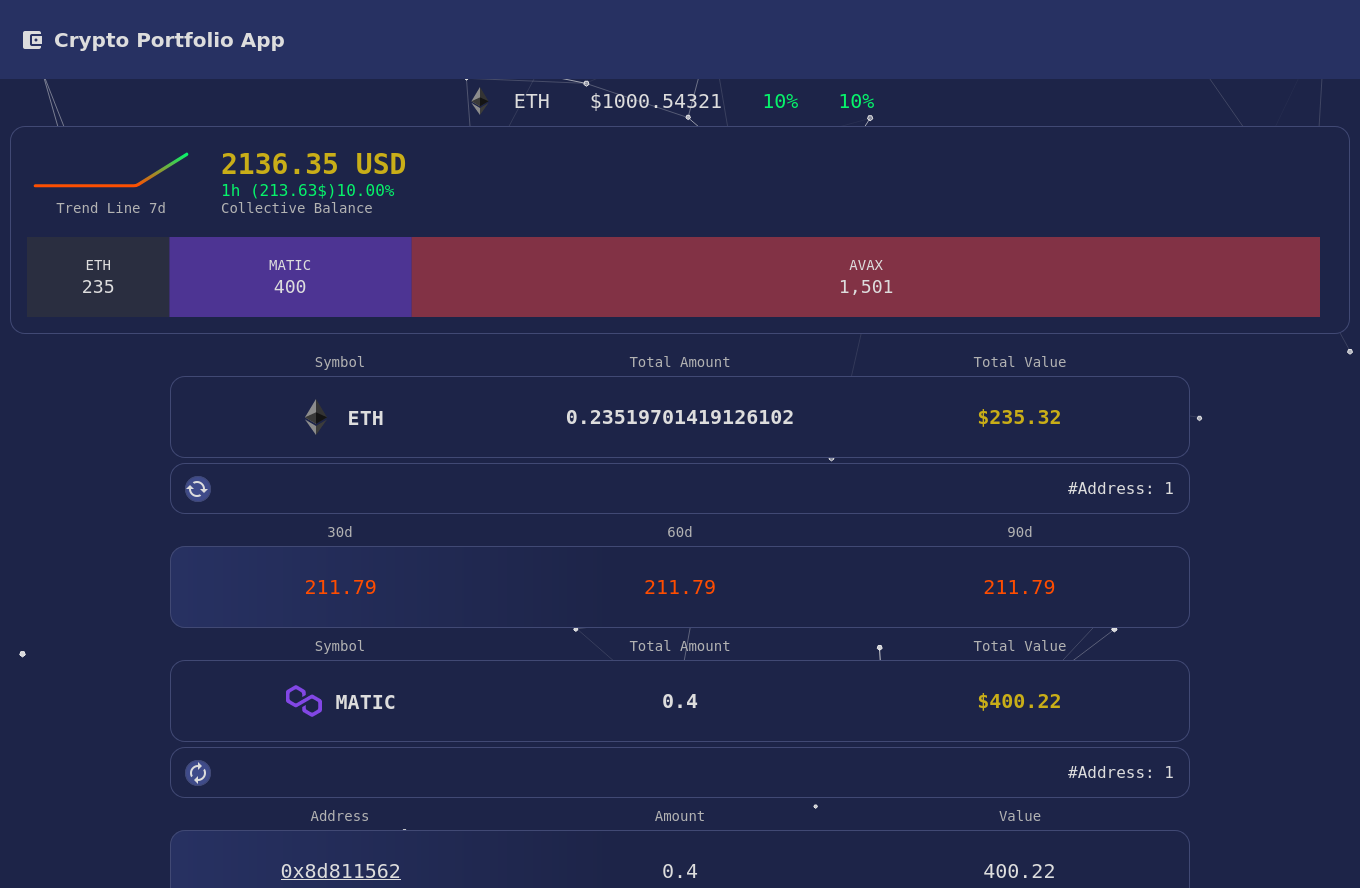 Crypto Portfolio App
ETH $1000.54321 10% 10%
2136.35 USD
1h (213.63$)10.00%
Trend Line 7d Collective Balance
ETH MATIC AVAX
235 400 1,501
Symbol Total Amount Total Value
ETH 0.23519701419126102 $235.32
#Address: 1
30d 60d 90d
211.79 211.79 211.79
Symbol Total Amount Total Value
MATIC 0.4 $400.22
#Address: 1
Address Amount Value
0x8d811562 0.4 400.22